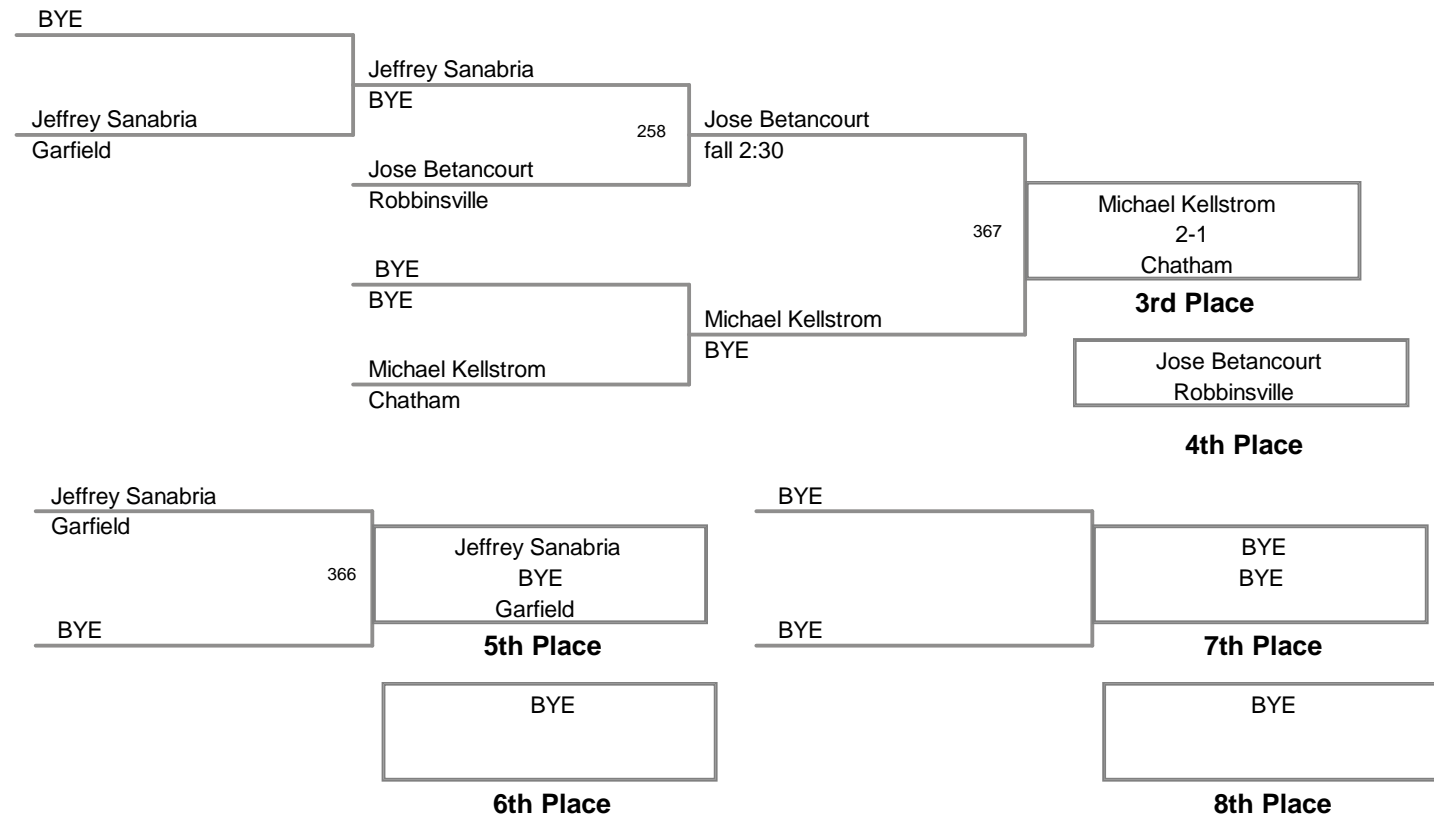 BYE
Jeffrey Sanabria
Garfield
Jeffrey Sanabria
BYE
258
Jose Betancourt
Robbinsville
Jose Betancourt
fall 2:30
BYE
BYE
Michael Kellstrom
Chatham
Michael Kellstrom
BYE
367
Michael Kellstrom
2-1
Chatham
3rd Place
Jose Betancourt
Robbinsville
4th Place
Jeffrey Sanabria
Garfield
366
BYE
Jeffrey Sanabria
BYE
Garfield
5th Place
BYE
6th Place
BYE
BYE
BYE
BYE
7th Place
BYE
8th Place